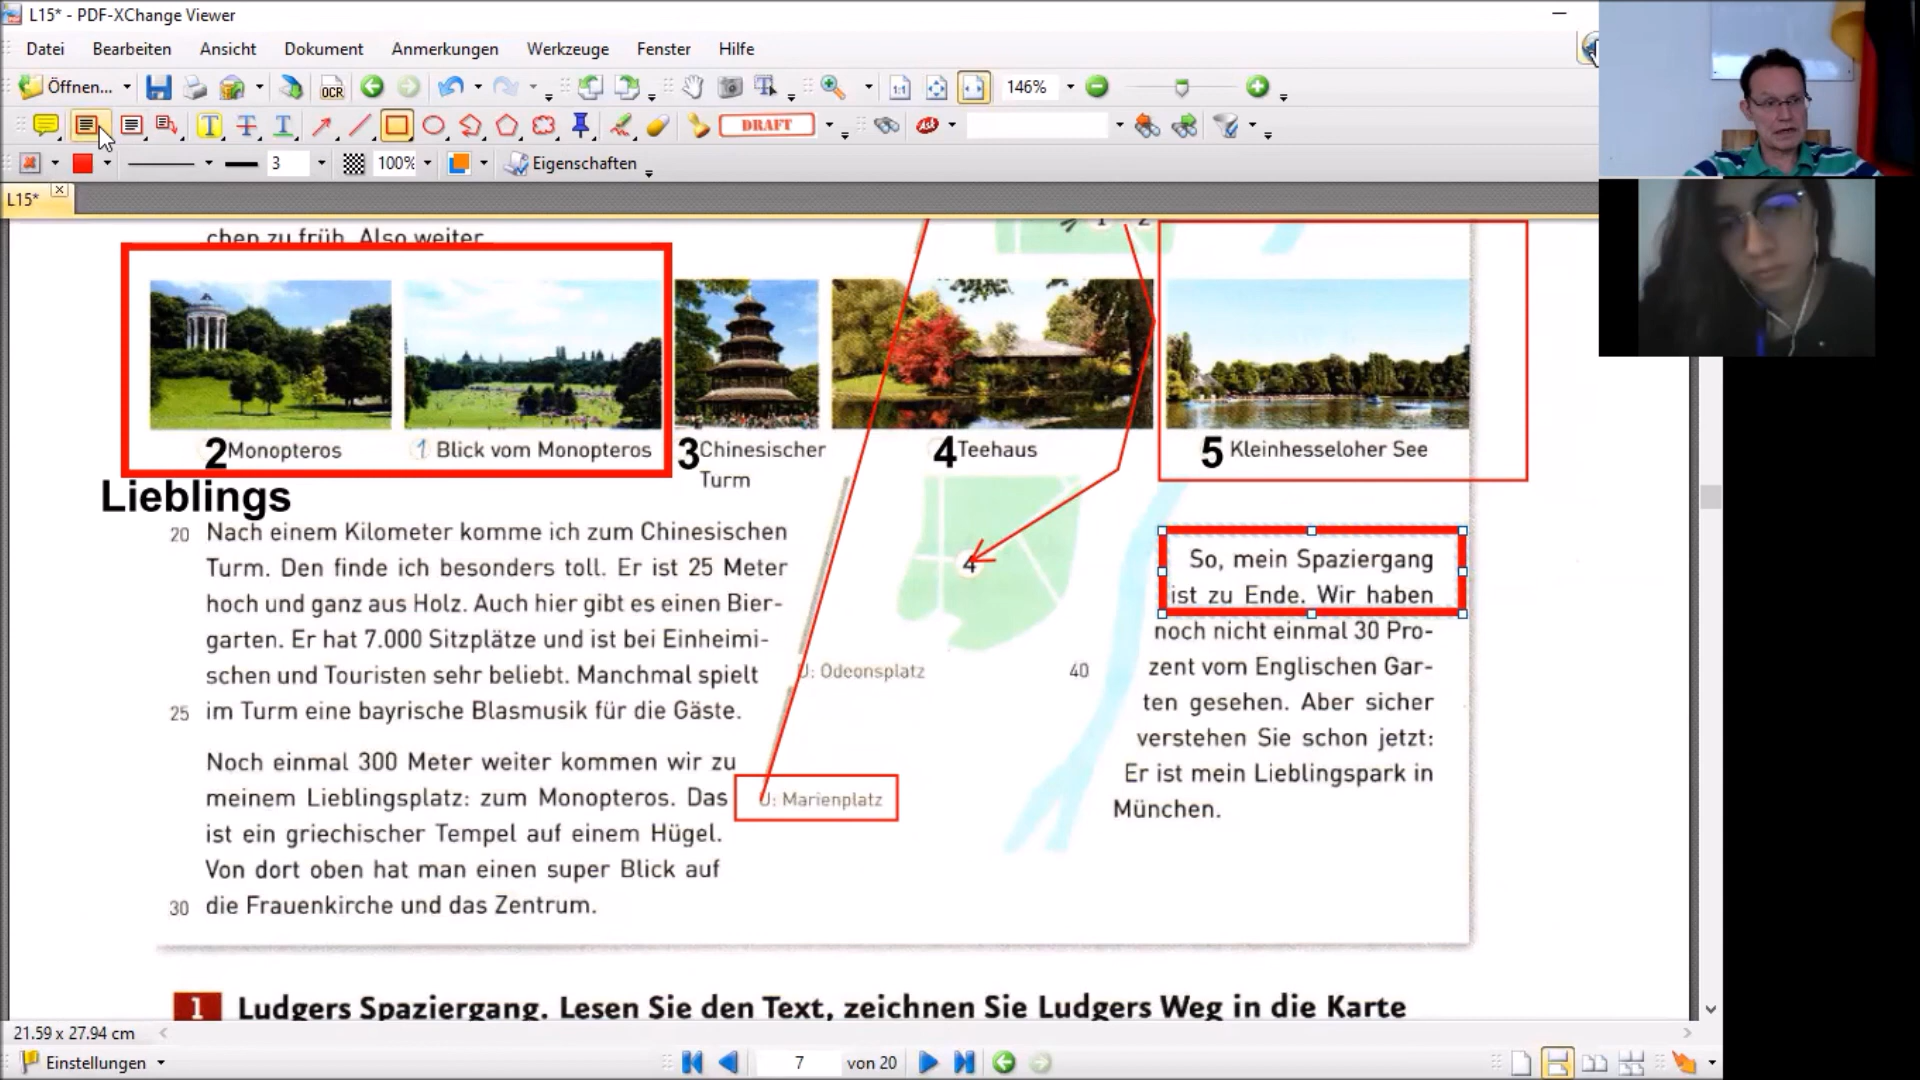 L15* - PDF-XChange Viewer
Datei Bearbeiten Ansicht Dokument Anmerkungen Werkzeuge Fenster Hilfe
Öffnen... OCR 1:1 146%
DRAFT
3 100% Eigenschaften
L15*
chen zu früh. Also weiter
1 2
2 Monopteros
1 Blick vom Monopteros
3 Chinesischer
Turm
4 Teehaus
5 Kleinhesseloher See
Lieblings
20 Nach einem Kilometer komme ich zum Chinesischen
Turm. Den finde ich besonders toll. Er ist 25 Meter
hoch und ganz aus Holz. Auch hier gibt es einen Bier-
garten. Er hat 7.000 Sitzplätze und ist bei Einheimi-
schen und Touristen sehr beliebt. Manchmal spielt
25 im Turm eine bayrische Blasmusik für die Gäste.
Noch einmal 300 Meter weiter kommen wir zu
meinem Lieblingsplatz: zum Monopteros. Das
ist ein griechischer Tempel auf einem Hügel.
Von dort oben hat man einen super Blick auf
30 die Frauenkirche und das Zentrum.
4
U: Odeonsplatz
U: Marienplatz
So, mein Spaziergang
ist zu Ende. Wir haben
noch nicht einmal 30 Pro-
40 zent vom Englischen Gar-
ten gesehen. Aber sicher
verstehen Sie schon jetzt:
Er ist mein Lieblingspark in
München.
1 Ludgers Spaziergang. Lesen Sie den Text, zeichnen Sie Ludgers Weg in die Karte
21.59 x 27.94 cm
Einstellungen 7 von 20